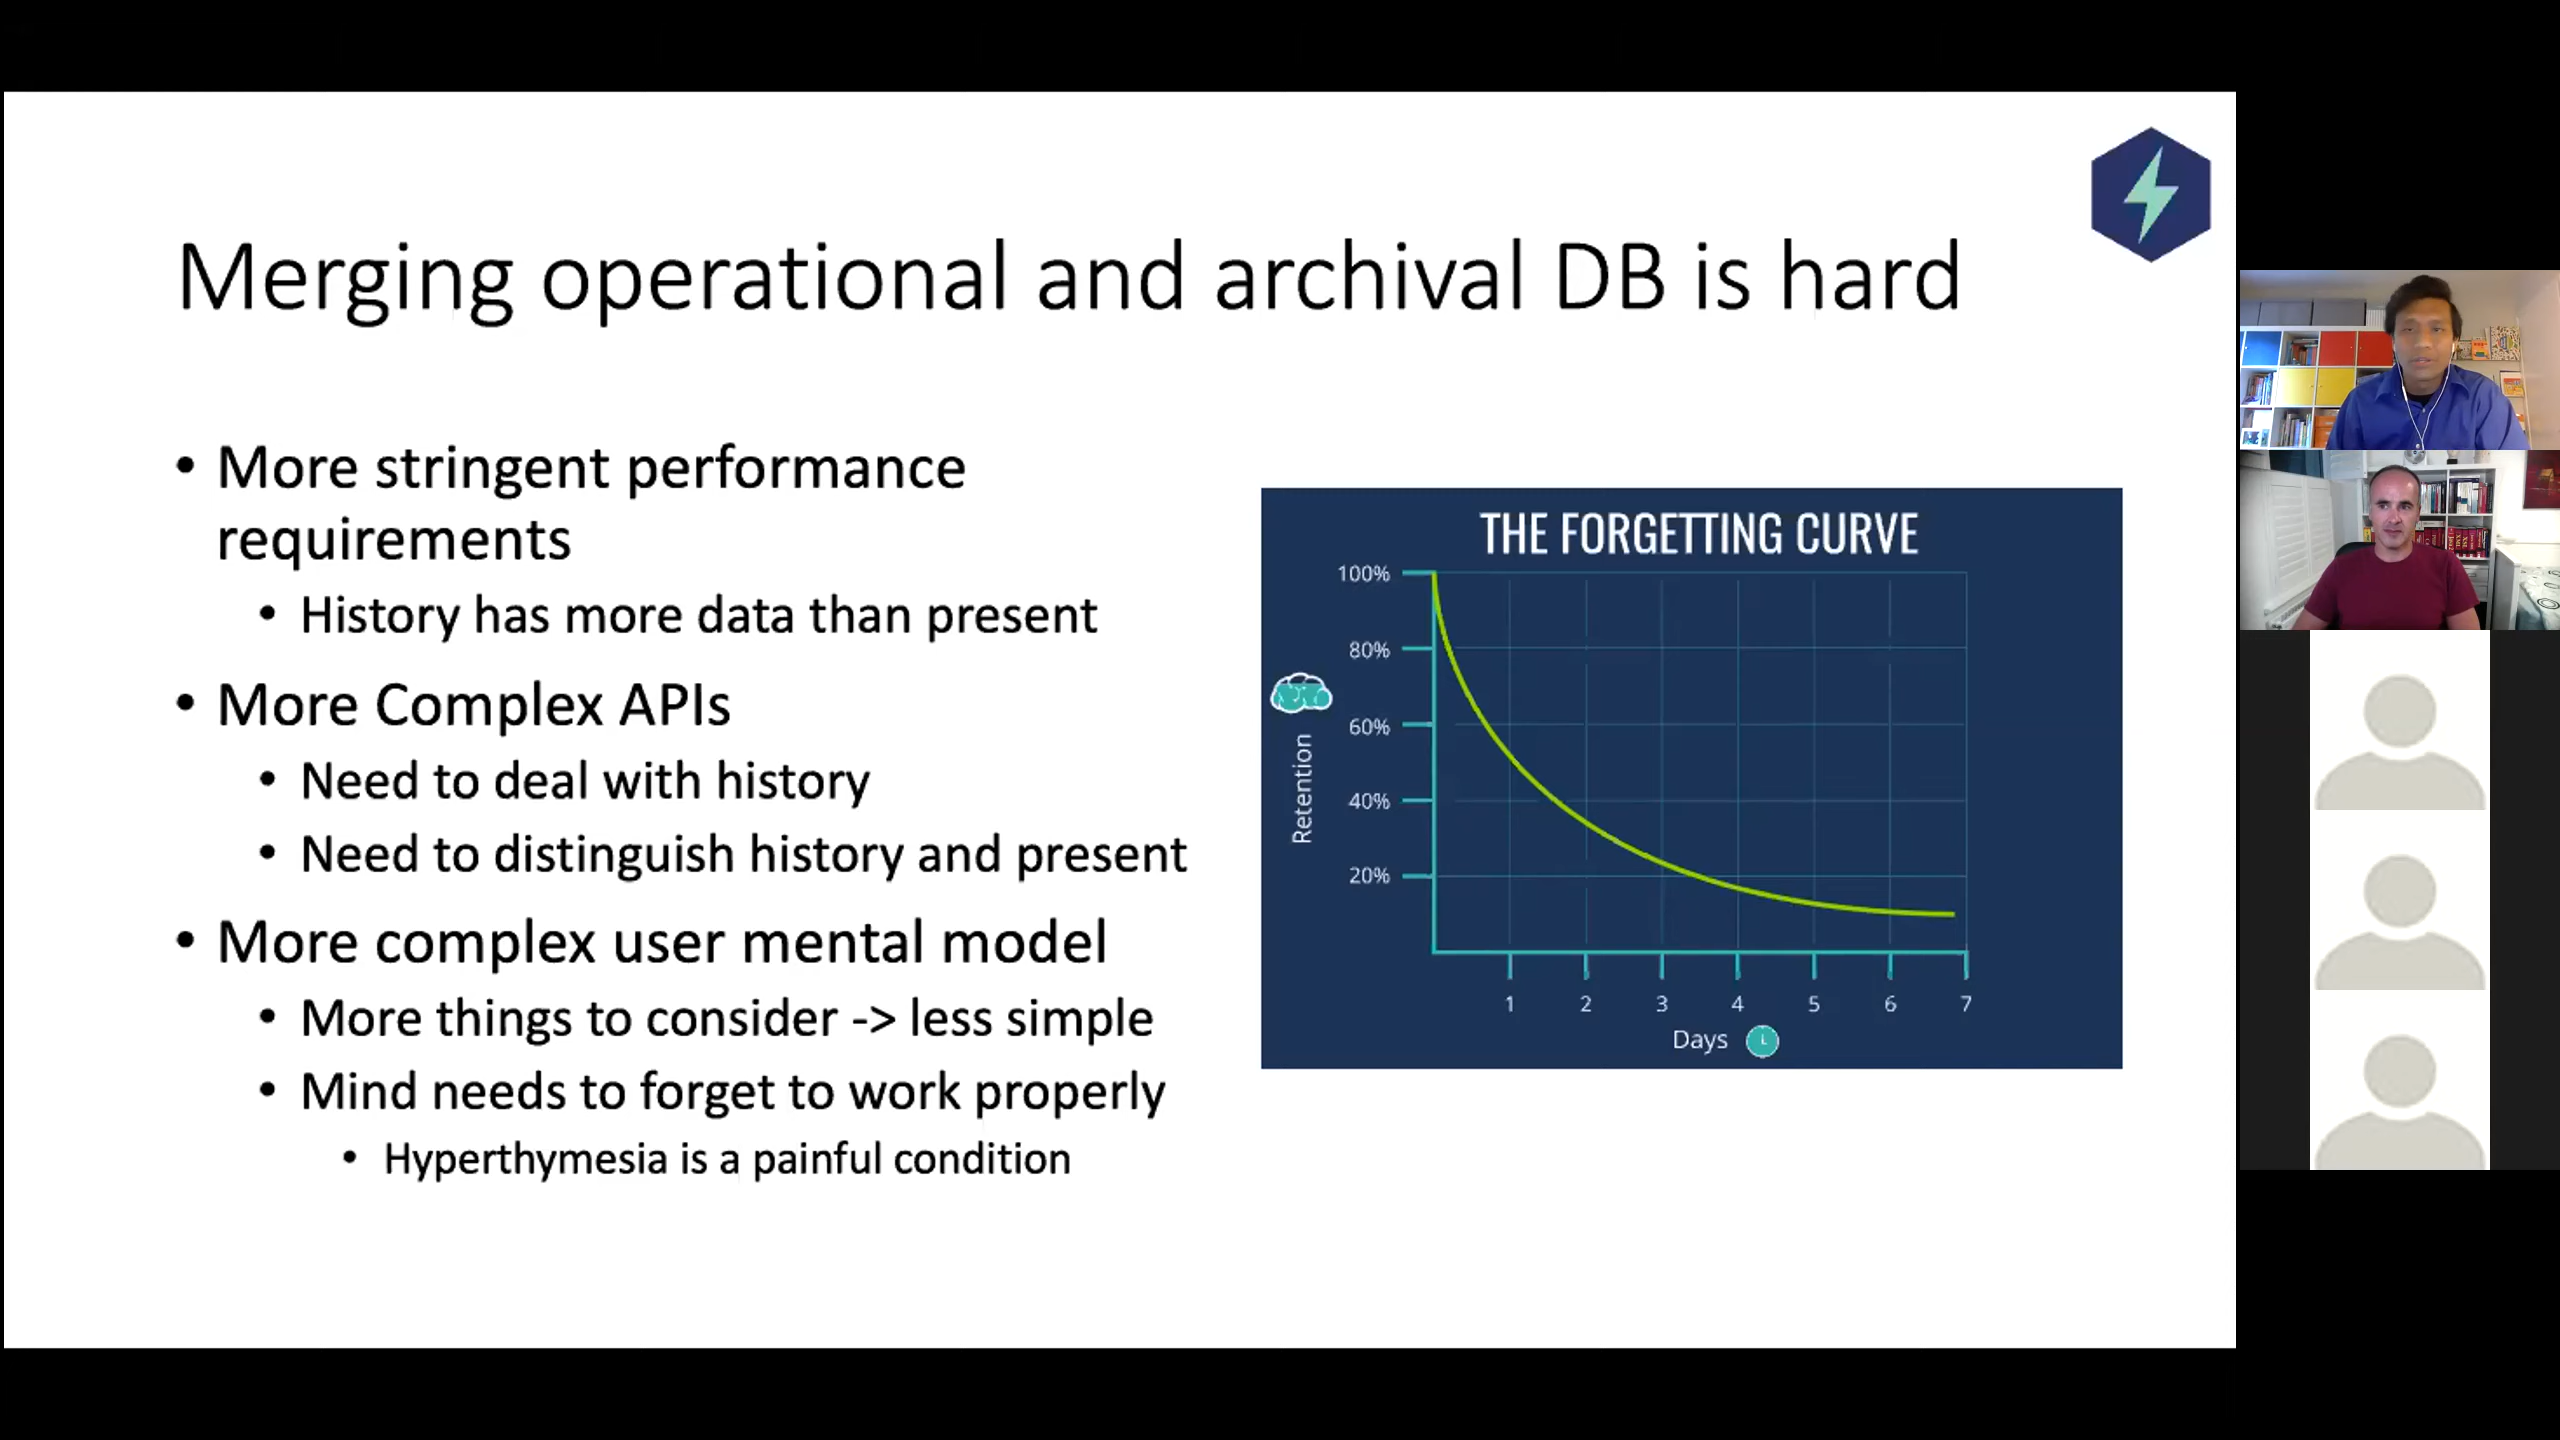 Merging operational and archival DB is hard
• More stringent performance
requirements
• History has more data than present
• More Complex APIs
• Need to deal with history
• Need to distinguish history and present
• More complex user mental model
• More things to consider -> less simple
• Mind needs to forget to work properly
• Hyperthymesia is a painful condition
THE FORGETTING CURVE
100%
80%
60%
40%
20%
Retention
1 2 3 4 5 6 7
Days